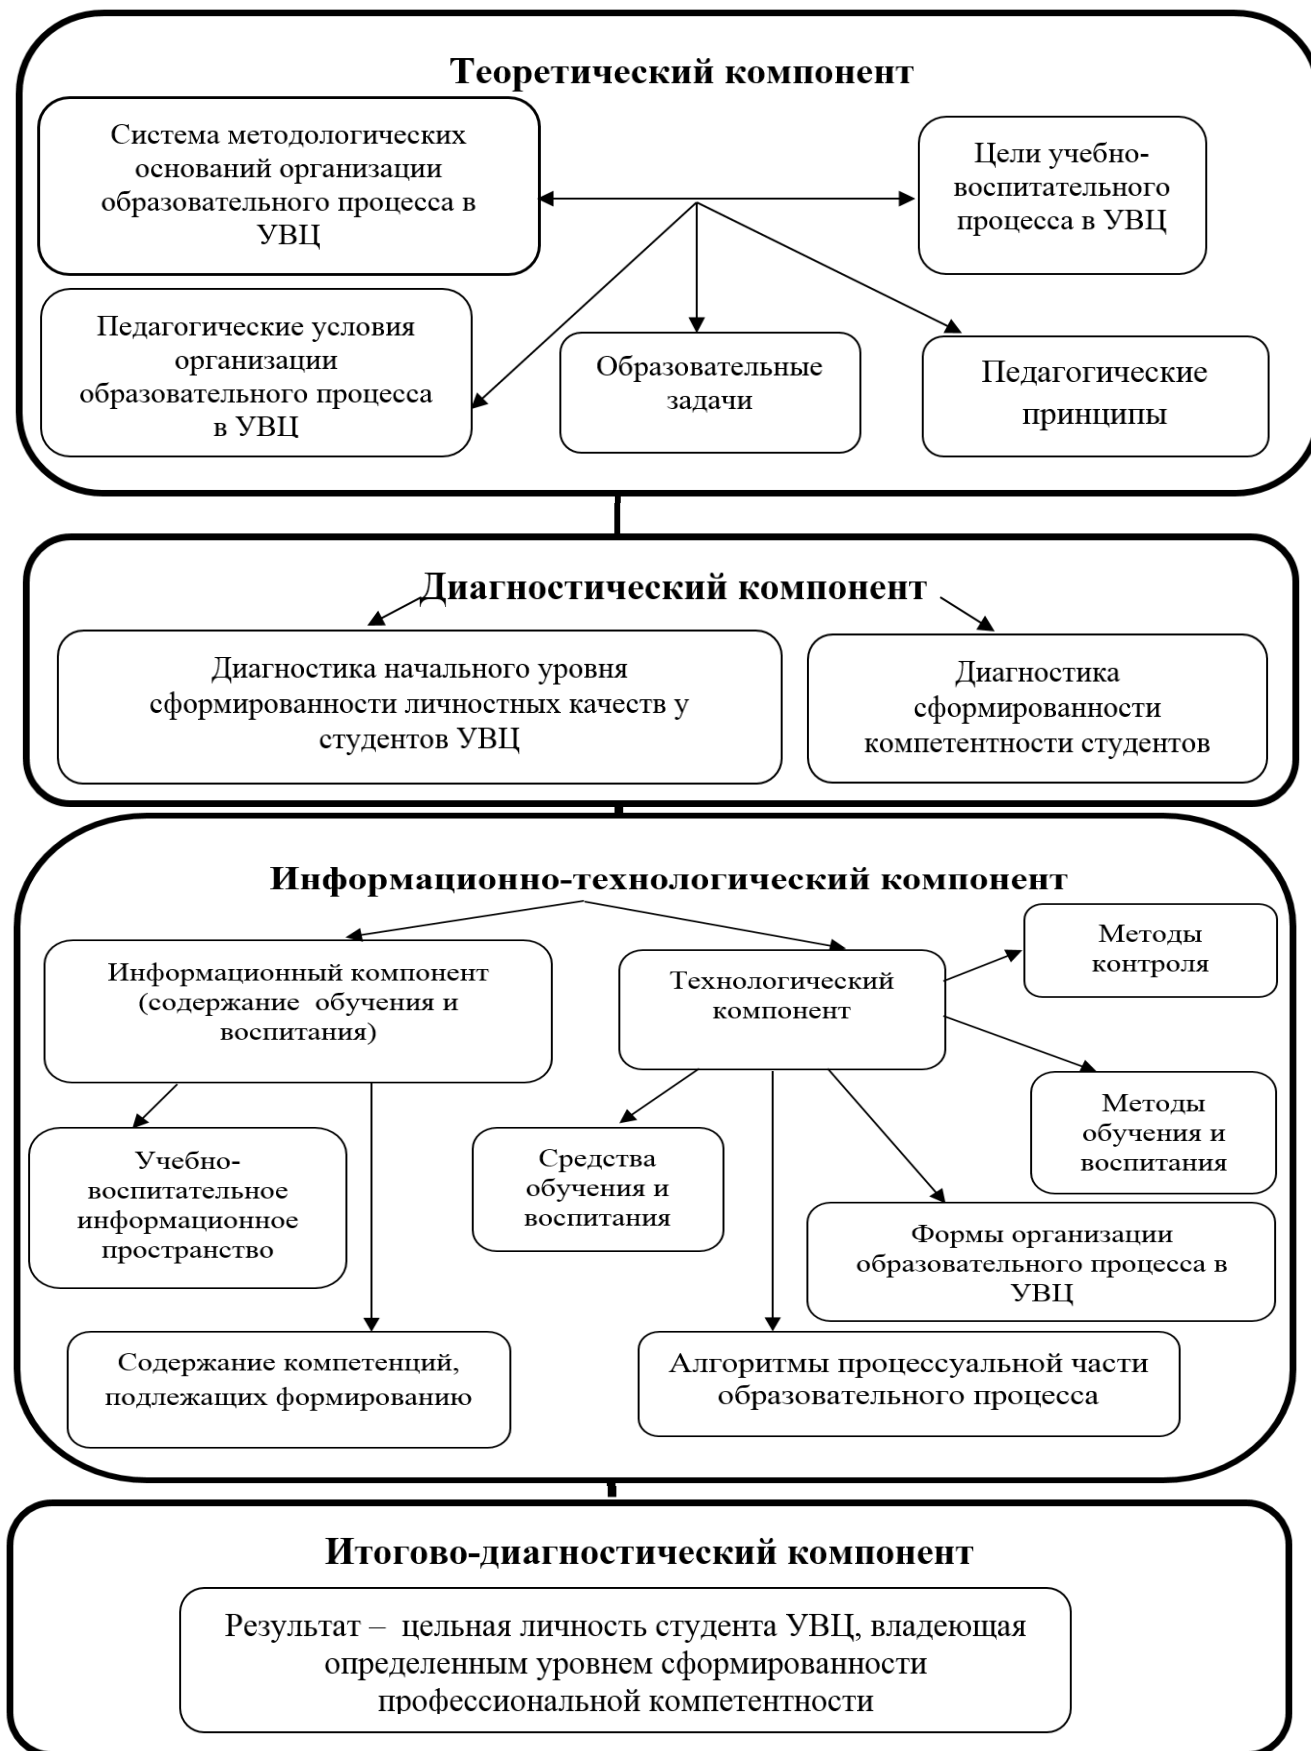 Теоретический компонент
Система методологических
оснований организации
образовательного процесса в
УВЦ
Цели учебно-
воспитательного
процесса в УВЦ
Педагогические условия
организации
образовательного процесса
в УВЦ
Образовательные
задачи
Педагогические
принципы
Диагностический компонент
Диагностика начального уровня
сформированности личностных качеств у
студентов УВЦ
Диагностика
сформированности
компетентности студентов
Информационно-технологический компонент
Информационный компонент
(содержание обучения и
воспитания)
Технологический
компонент
Методы
контроля
Методы
обучения и
воспитания
Учебно-
воспитательное
информационное
пространство
Средства
обучения и
воспитания
Формы организации
образовательного процесса в
УВЦ
Содержание компетенций,
подлежащих формированию
Алгоритмы процессуальной части
образовательного процесса
Итогово-диагностический компонент
Результат – цельная личность студента УВЦ, владеющая
определенным уровнем сформированности
профессиональной компетентности